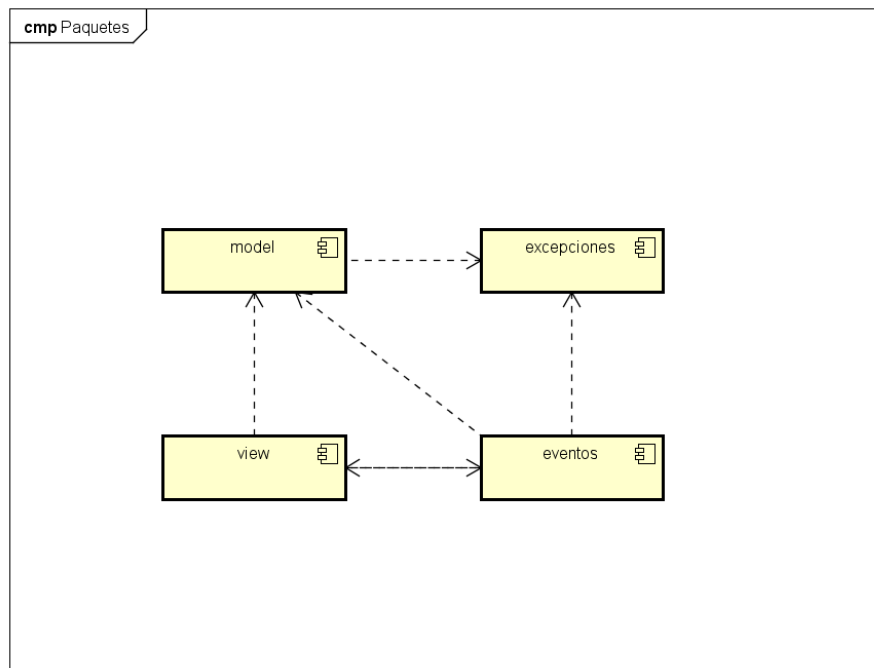 cmp Paquetes
model
excepciones
view
eventos